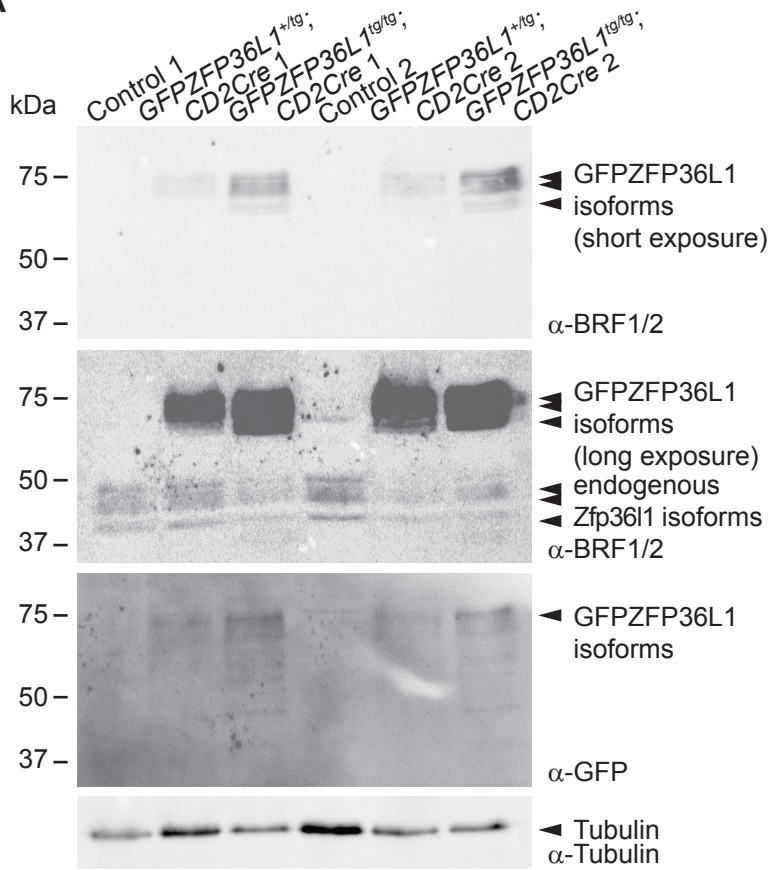 A
kDa
Control 1
GFPZFP36L1+/tg;
CD2Cre 1
GFPZFP36L1tg/tg;
CD2Cre 1
Control 2
GFPZFP36L1+/tg;
CD2Cre 2
GFPZFP36L1tg/tg;
CD2Cre 2
75
50
37
GFPZFP36L1
isoforms
(short exposure)
α-BRF1/2
75
50
37
GFPZFP36L1
isoforms
(long exposure)
endogenous
Zfp36l1 isoforms
α-BRF1/2
75
50
37
GFPZFP36L1
isoforms
α-GFP
Tubulin
α-Tubulin